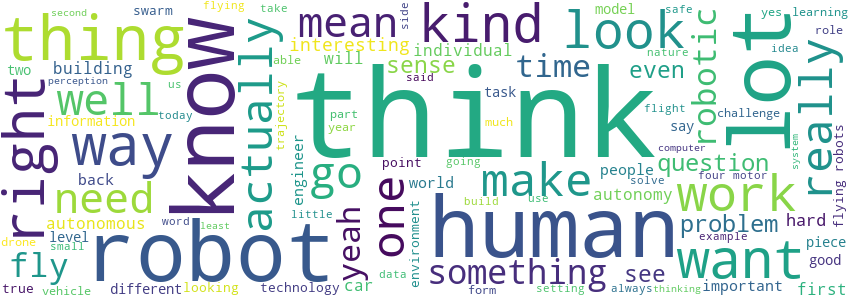 second
flying
take
side
model
safe
yes
learning
swarm
mean
kind
look
lot
idea
role
thing
know
actually
interesting
individual
will
sense
time
even
robotic
really
nature
two
building
us
able
said
task
right
well
perception
today
information
think
part
year
trajectory
much
flight
say
challenge
system
way
go
going
point
make
people
question
computer
four motor
flying robots
back
need
engineer
one
world
solve
autonomy
work
autonomous
word
little
yeah
environment
build
use
human
problem
hard
drone
level
small
least
robot
piece
fly
different
looking
car
data
something
see
want
example
good
true
vehicle
technology
form
setting
always
thinking
important
first